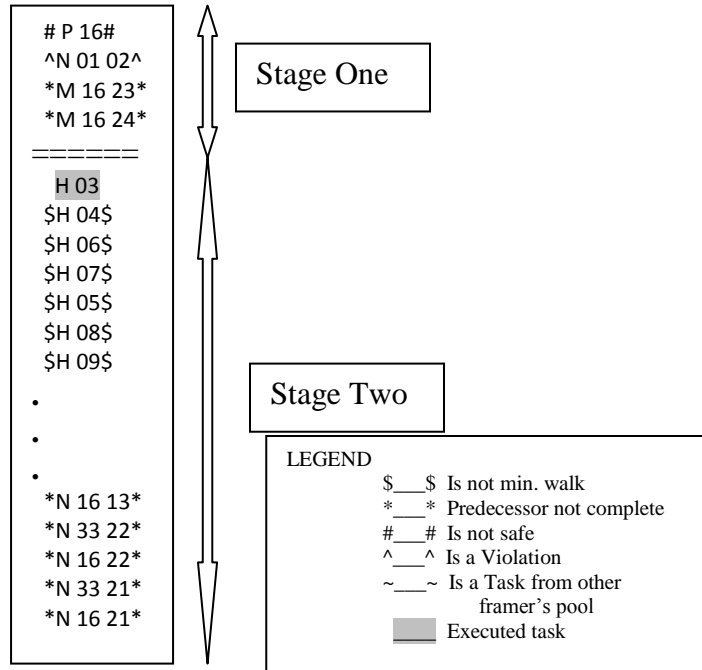 # P 16#
^N 01 02^
*M 16 23*
*M 16 24*
======
H 03
$H 04$
$H 06$
$H 07$
$H 05$
$H 08$
$H 09$
.
.
.
*N 16 13*
*N 33 22*
*N 16 22*
*N 33 21*
*N 16 21*
Stage One
Stage Two
LEGEND
$___$ Is not min. walk
*___* Predecessor not complete
#___# Is not safe
^___^ Is a Violation
~___~ Is a Task from other
framer's pool
____ Executed task